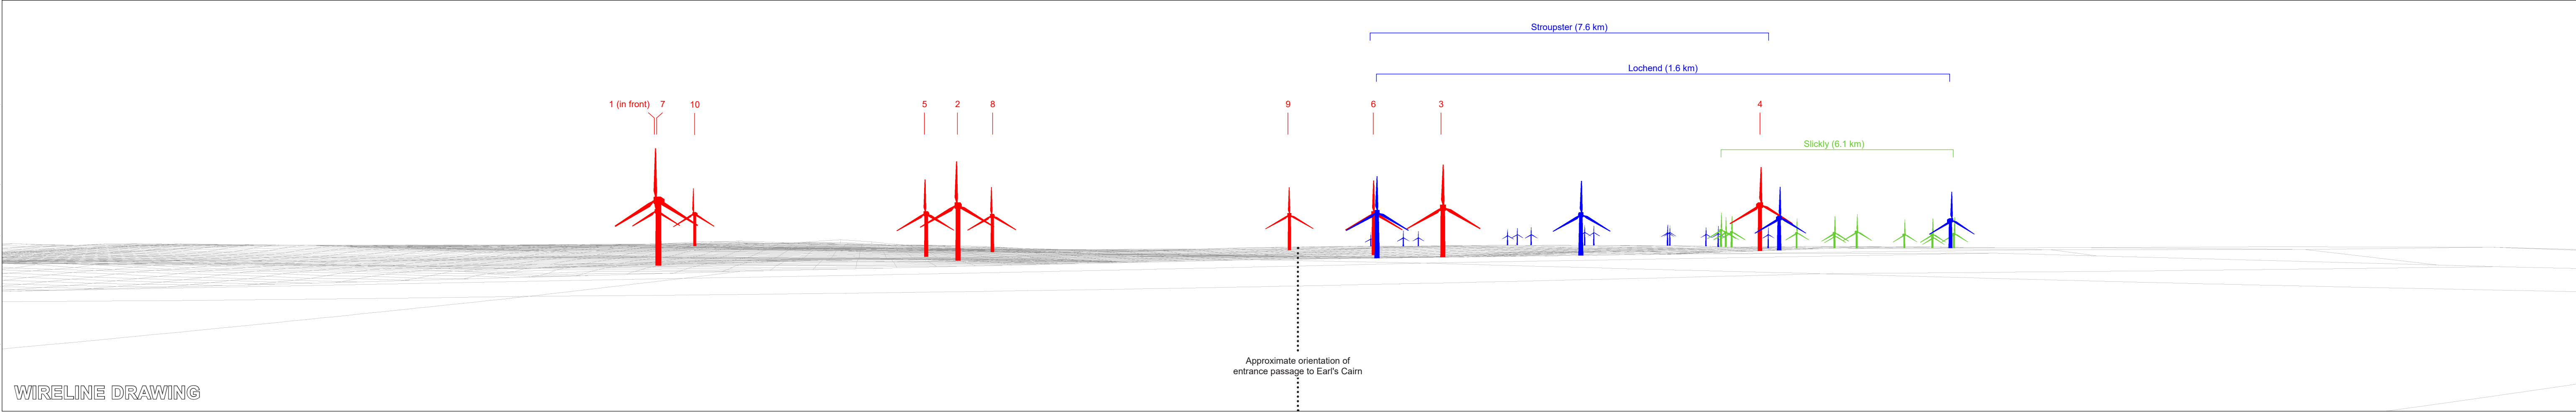 Stroupster (7.6 km)
Lochend (1.6 km)
1 (in front) 7 10 5 2 8 9 6 3 4
Slickly (6.1 km)
Approximate orientation of
entrance passage to Earl's Cairn
WIRELINE DRAWING